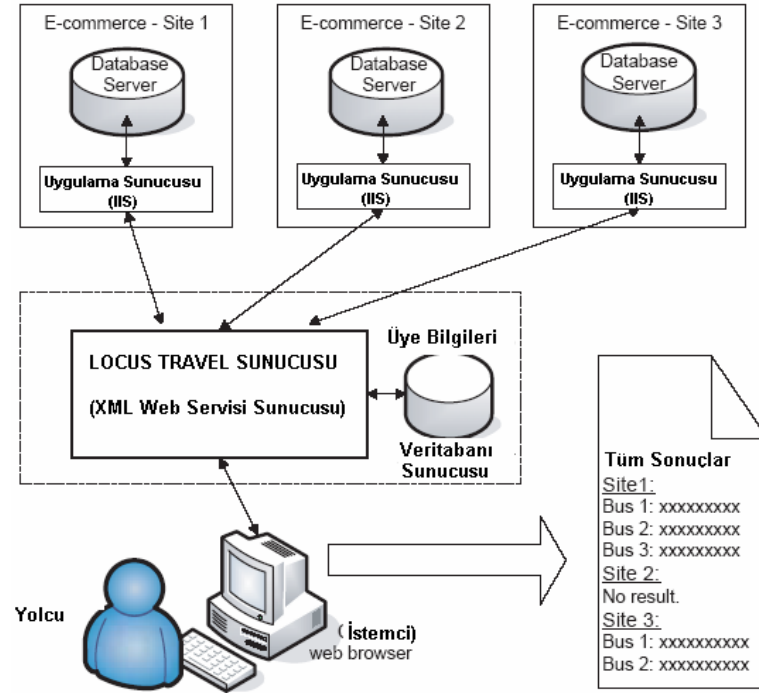 E-commerce - Site 1
Database
Server
Uygulama Sunucusu
(IIS)
E-commerce - Site 2
Database
Server
Uygulama Sunucusu
(IIS)
E-commerce - Site 3
Database
Server
Uygulama Sunucusu
(IIS)
LOCUS TRAVEL SUNUCUSU
(XML Web Servisi Sunucusu)
Üye Bilgileri
Veritabanı
Sunucusu
Yolcu
(İstemci)
web browser
Tüm Sonuçlar
Site1:
Bus 1: xxxxxxxxx
Bus 2: xxxxxxxxx
Bus 3: xxxxxxxxx
Site 2:
No result.
Site 3:
Bus 1: xxxxxxxxxx
Bus 2: xxxxxxxxxx